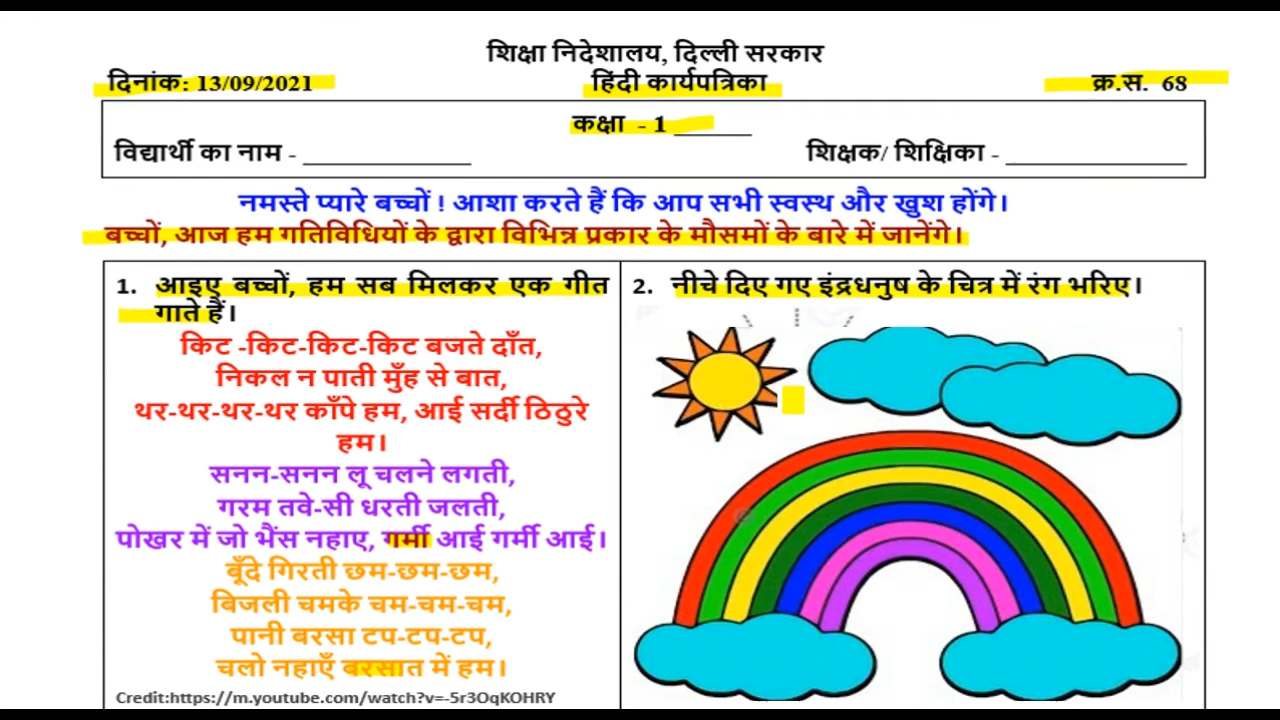 शिक्षा निदेशालय, दिल्ली सरकार
दिनांक: 13/09/2021 हिंदी कार्यपत्रिका क्र.स. 68
कक्षा - 1 ______
विद्यार्थी का नाम - _____________ शिक्षक/ शिक्षिका - ______________
नमस्ते प्यारे बच्चों ! आशा करते हैं कि आप सभी स्वस्थ और खुश होंगे।
बच्चों, आज हम गतिविधियों के द्वारा विभिन्न प्रकार के मौसमों के बारे में जानेंगे।
1. आइए बच्चों, हम सब मिलकर एक गीत
गाते हैं।
किट -किट-किट-किट बजते दाँत,
निकल न पाती मुँह से बात,
थर-थर-थर-थर काँपे हम, आई सर्दी ठिठुरे
हम।
सनन-सनन लू चलने लगती,
गरम तवे-सी धरती जलती,
पोखर में जो भैंस नहाए, गर्मी आई गर्मी आई।
बूँदे गिरती छम-छम-छम,
बिजली चमके चम-चम-चम,
पानी बरसा टप-टप-टप,
चलो नहाएँ बरसात में हम।
Credit:https://m.youtube.com/watch?v=-5r3OqKOHRY
2. नीचे दिए गए इंद्रधनुष के चित्र में रंग भरिए।